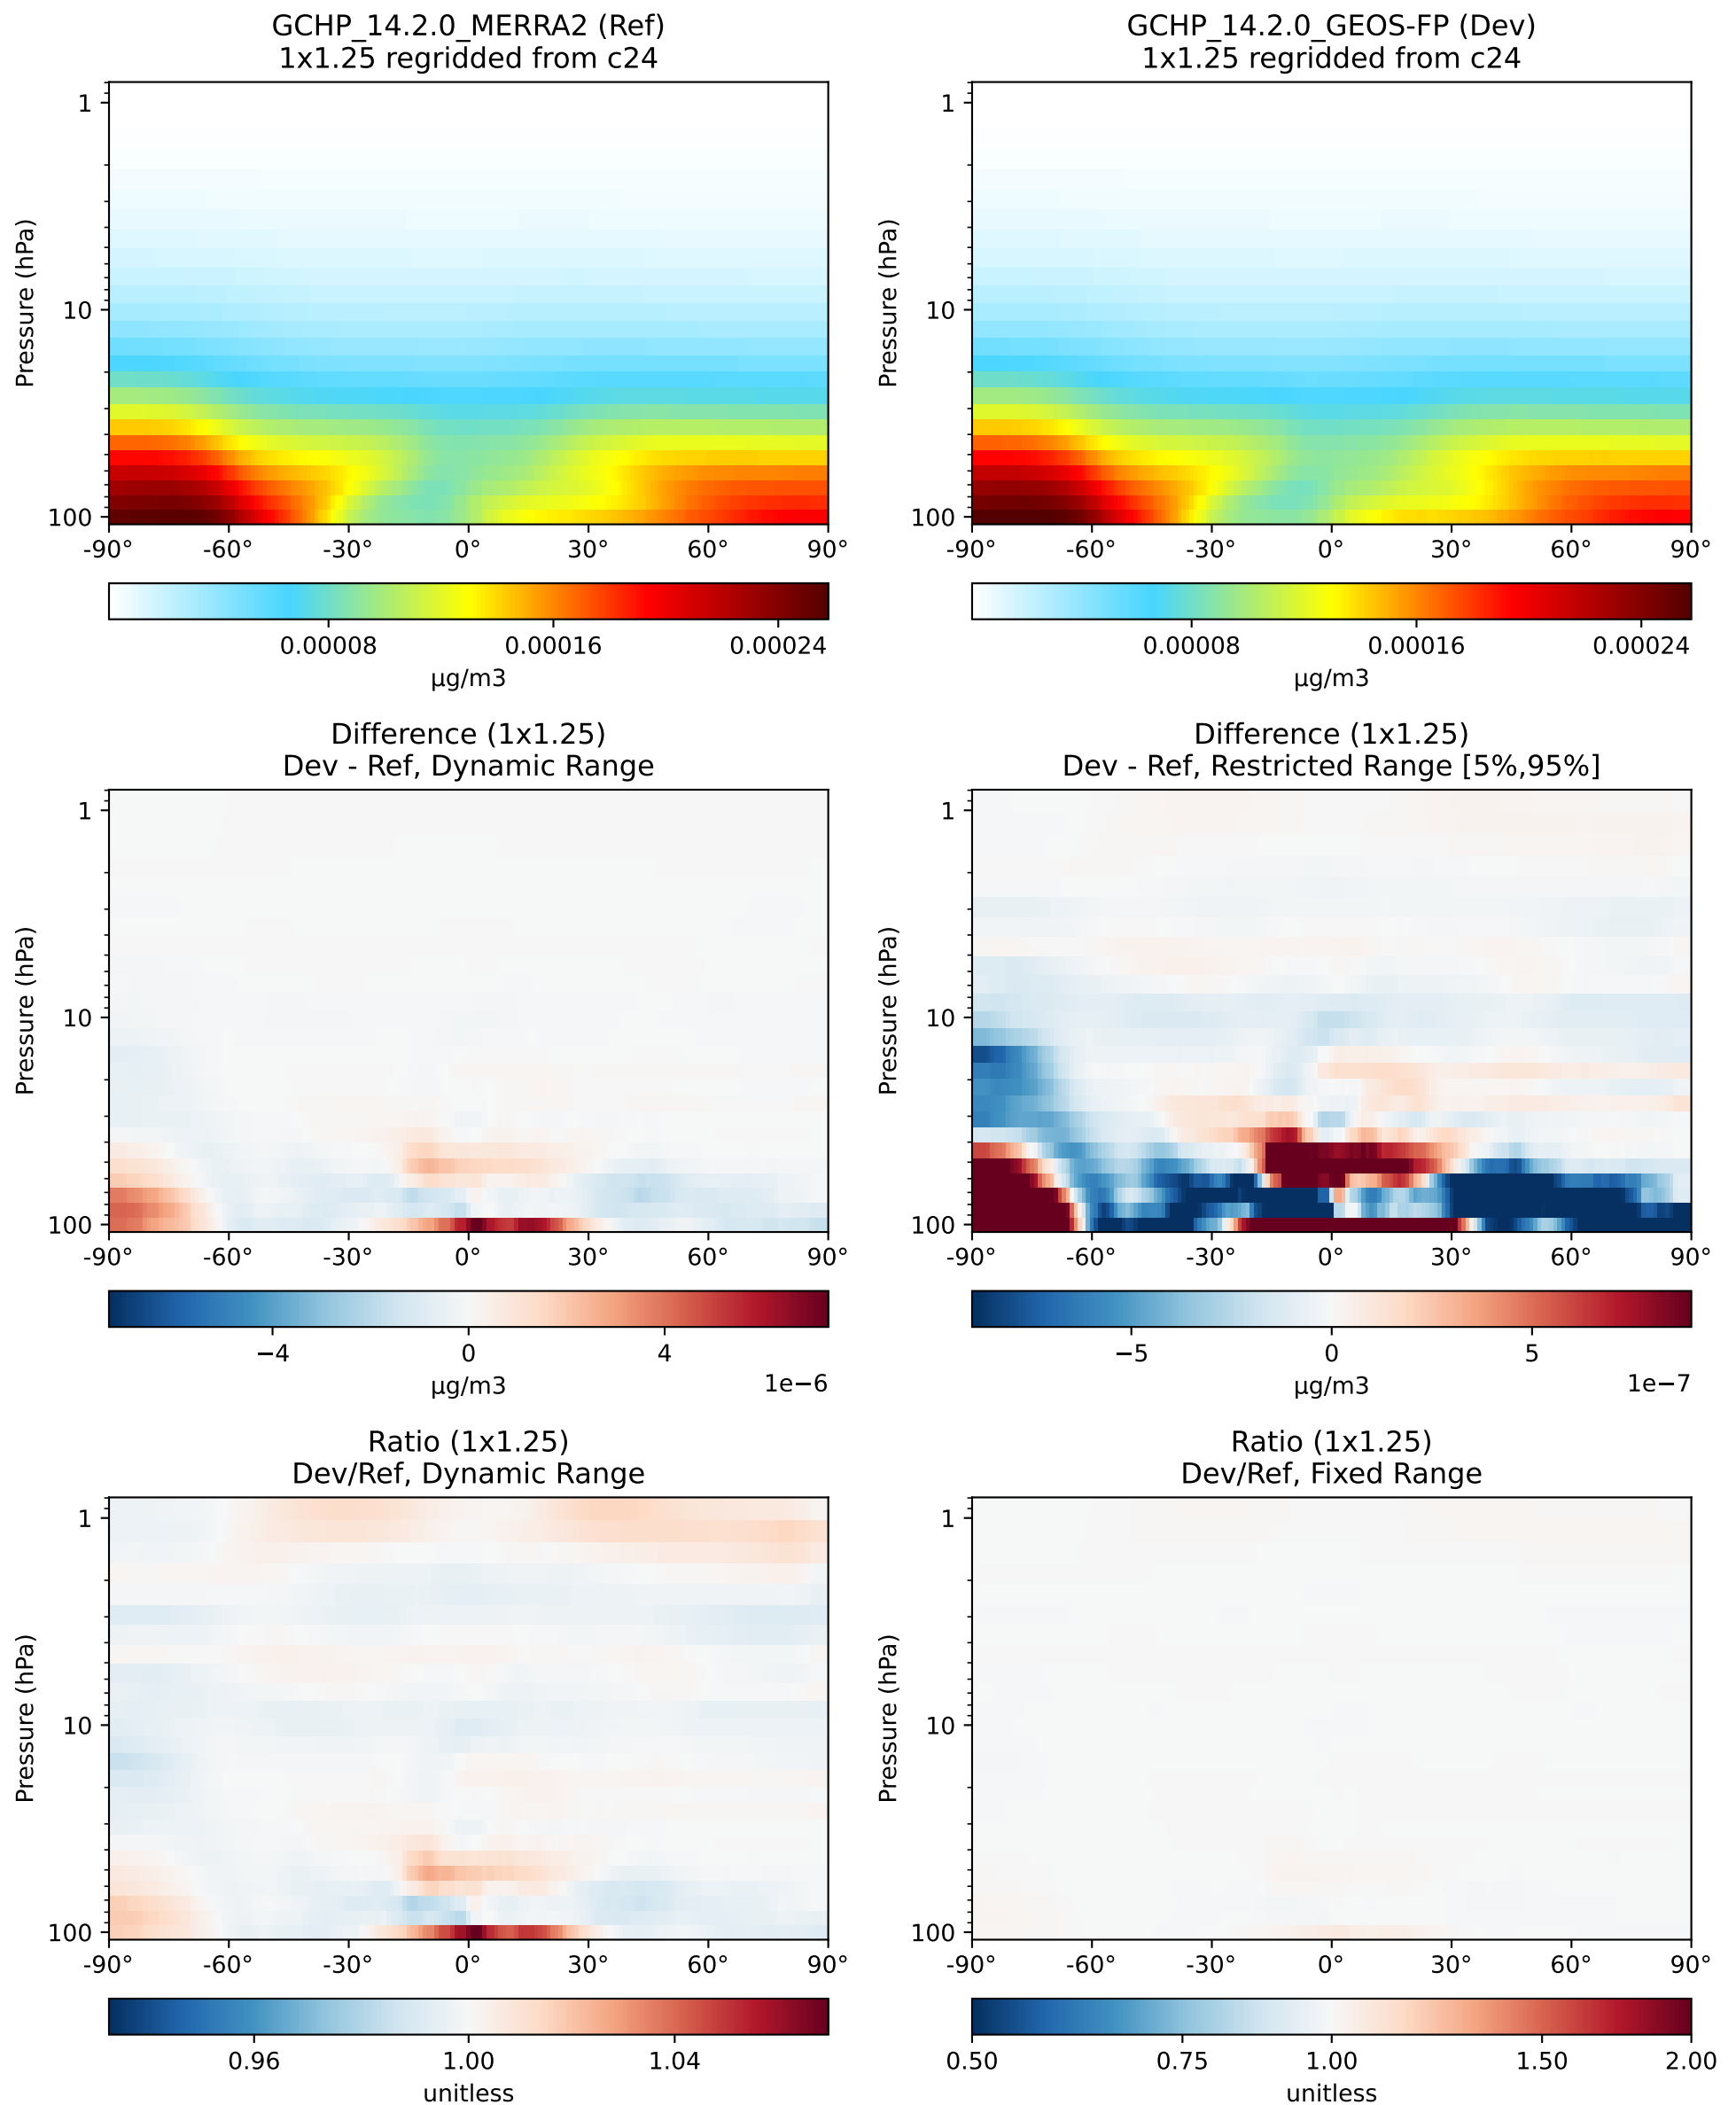 GCHP_14.2.0_MERRA2 (Ref)
1x1.25 regridded from c24
Pressure (hPa)
1
10
100
-90° -60° -30° 0° 30° 60° 90°
0.00008 0.00016 0.00024
µg/m3
GCHP_14.2.0_GEOS-FP (Dev)
1x1.25 regridded from c24
Pressure (hPa)
1
10
100
-90° -60° -30° 0° 30° 60° 90°
0.00008 0.00016 0.00024
µg/m3
Difference (1x1.25)
Dev - Ref, Dynamic Range
Pressure (hPa)
1
10
100
-90° -60° -30° 0° 30° 60° 90°
−4 0 4
µg/m3 1e−6
Difference (1x1.25)
Dev - Ref, Restricted Range [5%,95%]
Pressure (hPa)
1
10
100
-90° -60° -30° 0° 30° 60° 90°
−5 0 5
µg/m3 1e−7
Ratio (1x1.25)
Dev/Ref, Dynamic Range
Pressure (hPa)
1
10
100
-90° -60° -30° 0° 30° 60° 90°
0.96 1.00 1.04
unitless
Ratio (1x1.25)
Dev/Ref, Fixed Range
Pressure (hPa)
1
10
100
-90° -60° -30° 0° 30° 60° 90°
0.50 0.75 1.00 1.50 2.00
unitless